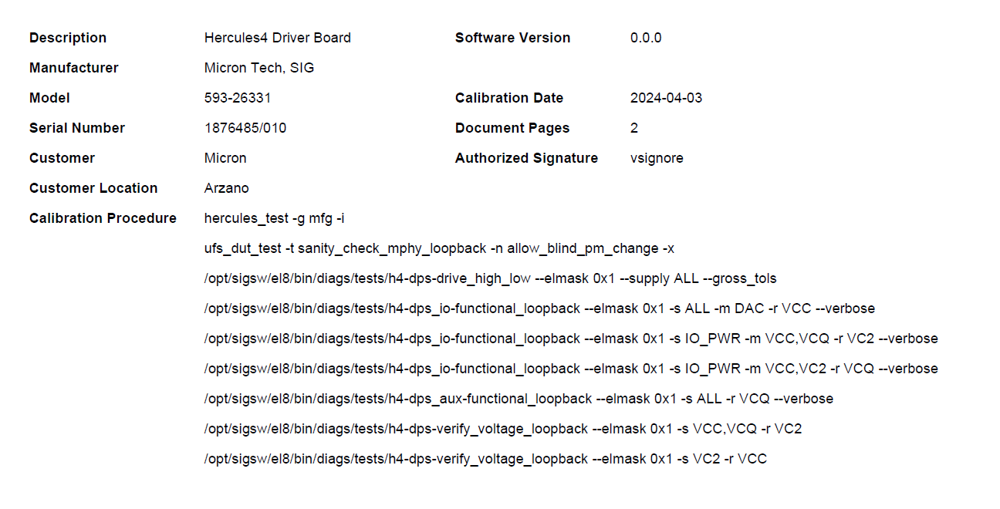 Description Hercules4 Driver Board Software Version 0.0.0
Manufacturer Micron Tech, SIG
Model 593-26331 Calibration Date 2024-04-03
Serial Number 1876485/010 Document Pages 2
Customer Micron Authorized Signature vsignore
Customer Location Arzano
Calibration Procedure hercules_test -g mfg -i
ufs_dut_test -t sanity_check_mphy_loopback -n allow_blind_pm_change -x
/opt/sigsw/el8/bin/diags/tests/h4-dps-drive_high_low --elmask 0x1 --supply ALL --gross_tols
/opt/sigsw/el8/bin/diags/tests/h4-dps_io-functional_loopback --elmask 0x1 -s ALL -m DAC -r VCC --verbose
/opt/sigsw/el8/bin/diags/tests/h4-dps_io-functional_loopback --elmask 0x1 -s IO_PWR -m VCC,VCQ -r VC2 --verbose
/opt/sigsw/el8/bin/diags/tests/h4-dps_io-functional_loopback --elmask 0x1 -s IO_PWR -m VCC,VC2 -r VCQ --verbose
/opt/sigsw/el8/bin/diags/tests/h4-dps_aux-functional_loopback --elmask 0x1 -s ALL -r VCQ --verbose
/opt/sigsw/el8/bin/diags/tests/h4-dps-verify_voltage_loopback --elmask 0x1 -s VCC,VCQ -r VC2
/opt/sigsw/el8/bin/diags/tests/h4-dps-verify_voltage_loopback --elmask 0x1 -s VC2 -r VCC